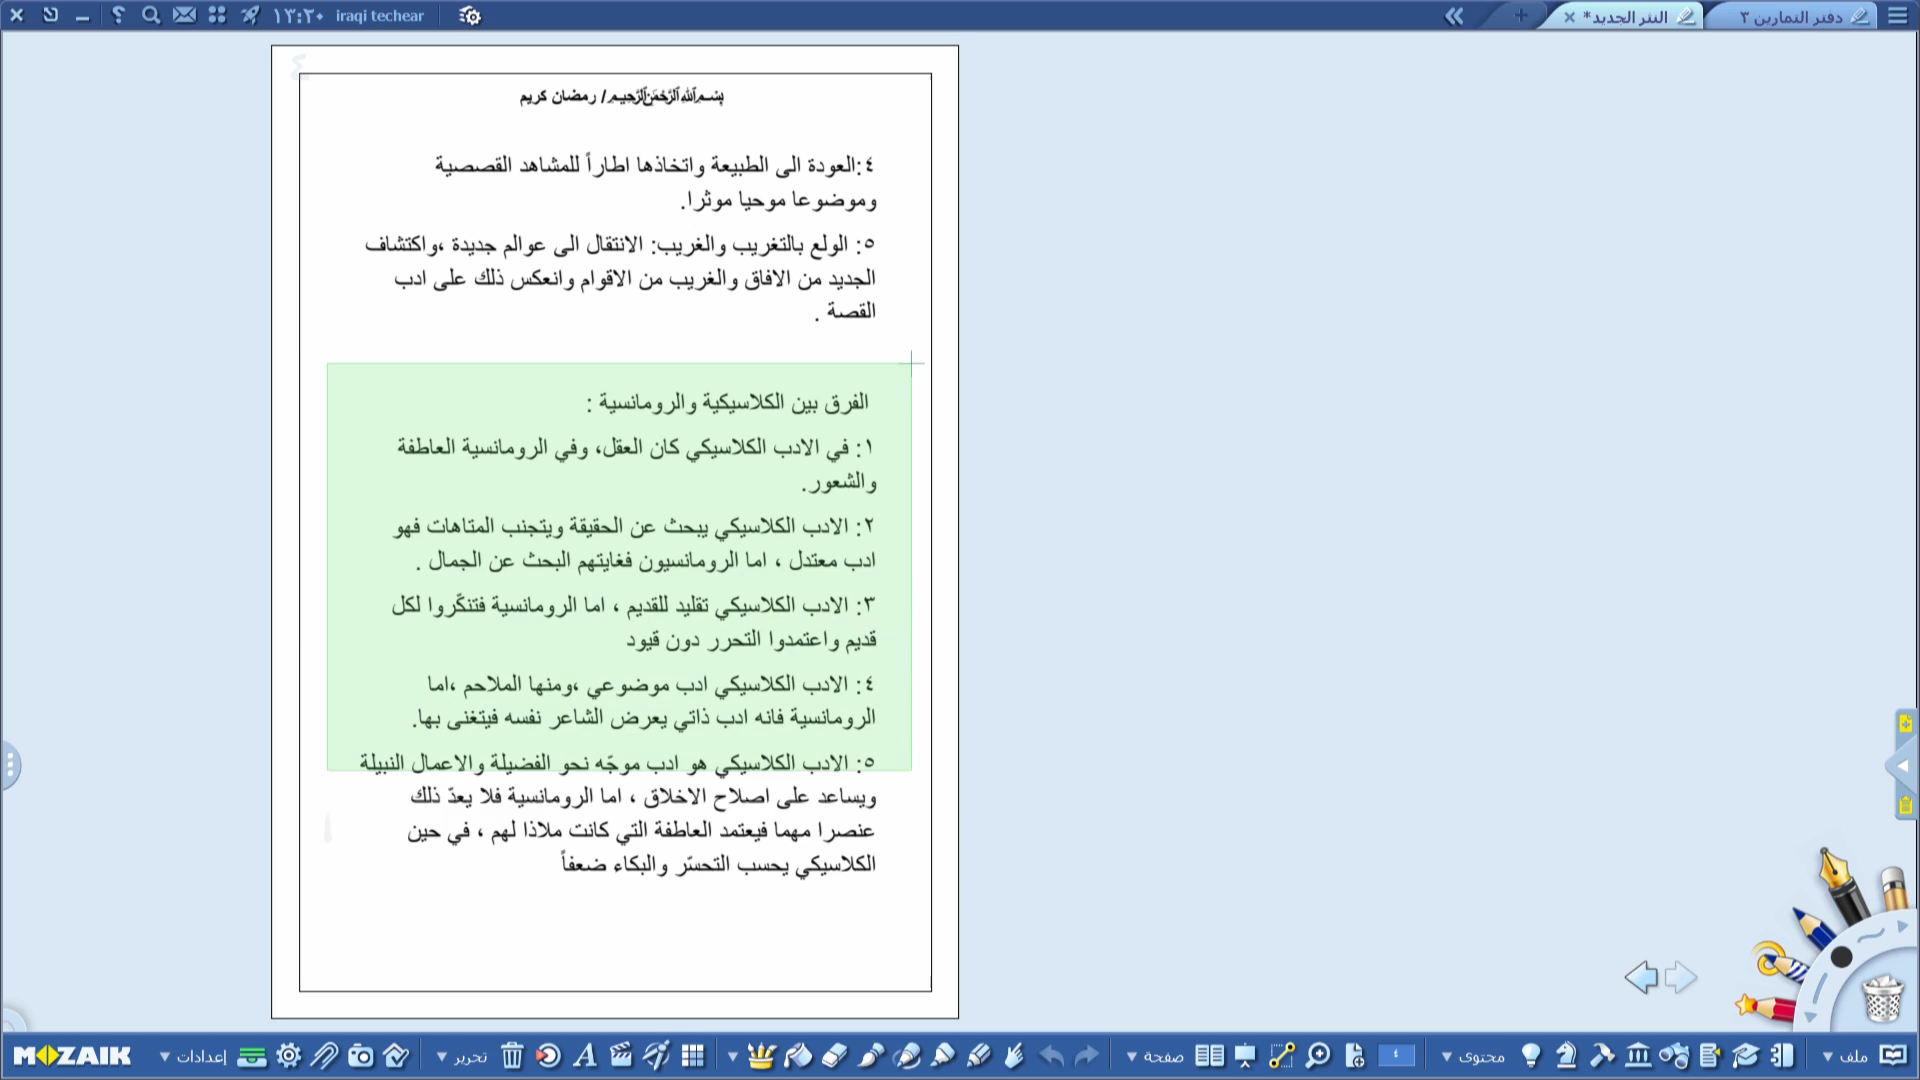 دفتر التمارين ٣
النثر الجديد*
iraqi techear
١٣:٢٠
٤
بِسْمِ ٱللَّهِ ٱلرَّحْمَٰنِ ٱلرَّحِيمِ/ رمضان كريم
٤:العودة الى الطبيعة واتخاذها اطاراً للمشاهد القصصية
وموضوعا موحيا موثرا.
٥: الولع بالتغريب والغريب: الانتقال الى عوالم جديدة ،واكتشاف
الجديد من الافاق والغريب من الاقوام وانعكس ذلك على ادب
القصة .
الفرق بين الكلاسيكية والرومانسية :
١: في الادب الكلاسيكي كان العقل، وفي الرومانسية العاطفة
والشعور.
٢: الادب الكلاسيكي يبحث عن الحقيقة ويتجنب المتاهات فهو
ادب معتدل ، اما الرومانسيون فغايتهم البحث عن الجمال .
٣: الادب الكلاسيكي تقليد للقديم ، اما الرومانسية فتنكّروا لكل
قديم واعتمدوا التحرر دون قيود
٤: الادب الكلاسيكي ادب موضوعي ،ومنها الملاحم ،اما
الرومانسية فانه ادب ذاتي يعرض الشاعر نفسه فيتغنى بها.
٥: الادب الكلاسيكي هو ادب موجّه نحو الفضيلة والاعمال النبيلة
ويساعد على اصلاح الاخلاق ، اما الرومانسية فلا يعدّ ذلك
عنصرا مهما فيعتمد العاطفة التي كانت ملاذا لهم ، في حين
الكلاسيكي يحسب التحسّر والبكاء ضعفاً
ملف
محتوى
٤
صفحة
تحرير
إعدادات
MOZAIK